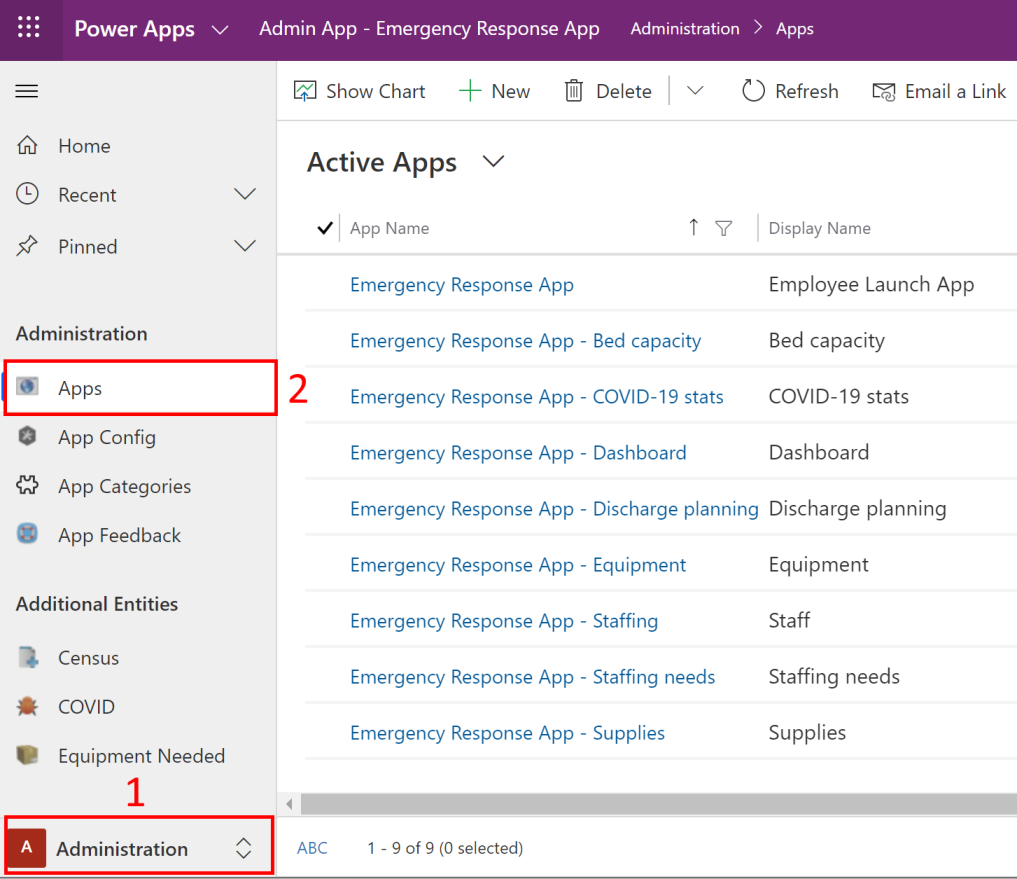 Power Apps Admin App - Emergency Response App Administration > Apps
Show Chart New Delete Refresh Email a Link
Home
Recent
Pinned
Administration
Apps 2
App Config
App Categories
App Feedback
Additional Entities
Census
COVID
Equipment Needed
1
A Administration
Active Apps
App Name Display Name
Emergency Response App Employee Launch App
Emergency Response App - Bed capacity Bed capacity
Emergency Response App - COVID-19 stats COVID-19 stats
Emergency Response App - Dashboard Dashboard
Emergency Response App - Discharge planning Discharge planning
Emergency Response App - Equipment Equipment
Emergency Response App - Staffing Staff
Emergency Response App - Staffing needs Staffing needs
Emergency Response App - Supplies Supplies
ABC 1 - 9 of 9 (0 selected)